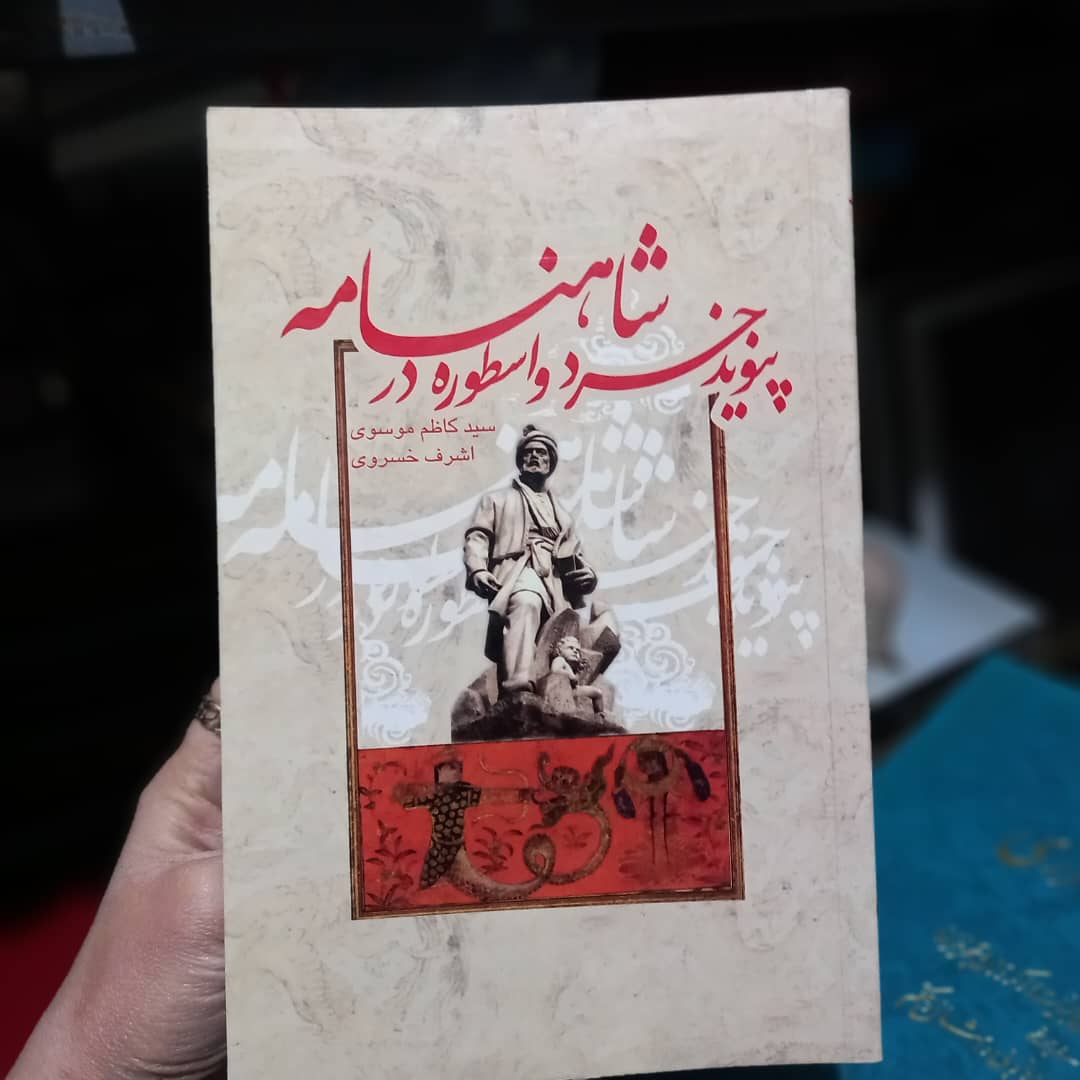 پیوند خرد و اسطوره در شاهنامه
سید کاظم موسوی
اشرف خسروی